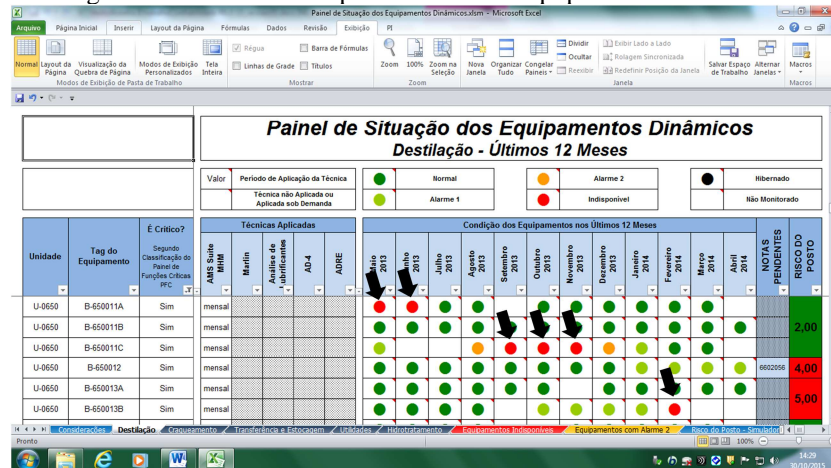 Painel de Situação dos Equipamentos Dinâmicos.xlsm - Microsoft Excel
Arquivo Página Inicial Inserir Layout da Página Fórmulas Dados Revisão Exibição PI
Normal Layout da Página Visualização da Quebra de Página Modos de Exibição Personalizados Tela Inteira
Modos de Exibição de Pasta de Trabalho
Régua Barra de Fórmulas
Linhas de Grade Títulos
Mostrar
Zoom 100% Zoom na Seleção
Zoom
Nova Janela Organizar Tudo Congelar Painéis
Dividir
Ocultar
Reexibir
Exibir Lado a Lado
Rolagem Sincronizada
Redefinir Posição da Janela
Janela
Salvar Espaço de Trabalho Alternar Janelas
Macros
Macros
Painel de Situação dos Equipamentos Dinâmicos
Destilação - Últimos 12 Meses
Valor Período de Aplicação da Técnica Normal Alarme 2 Hibernado
Técnica não Aplicada ou Aplicada sob Demanda Alarme 1 Indisponível Não Monitorado
Unidade
Tag do Equipamento
É Crítico?
Segundo Classificação do Painel de Funções Críticas PFC
Técnicas Aplicadas
AMS Suite MHM
Marlin
Análise de Lubrificantes
AD-4
ADRE
Condição dos Equipamentos nos Últimos 12 Meses
Maio 2013
Junho 2013
Julho 2013
Agosto 2013
Setembro 2013
Outubro 2013
Novembro 2013
Dezembro 2013
Janeiro 2014
Fevereiro 2014
Março 2014
Abril 2014
NOTAS PENDENTES
RISCO DO POSTO
U-0650 B-650011A Sim mensal
U-0650 B-650011B Sim mensal 2,00
U-0650 B-650011C Sim mensal
U-0650 B-650012 Sim mensal 6602056 4,00
U-0650 B-650013A Sim mensal
5,00
U-0650 B-650013B Sim mensal
Considerações Destilação Craqueamento Transferência e Estocagem Utilidades Hidrotratamento Equipamentos Indisponíveis Equipamentos com Alarme 2 Risco do Posto - Simulador
Pronto 100%
14:29
30/10/2015